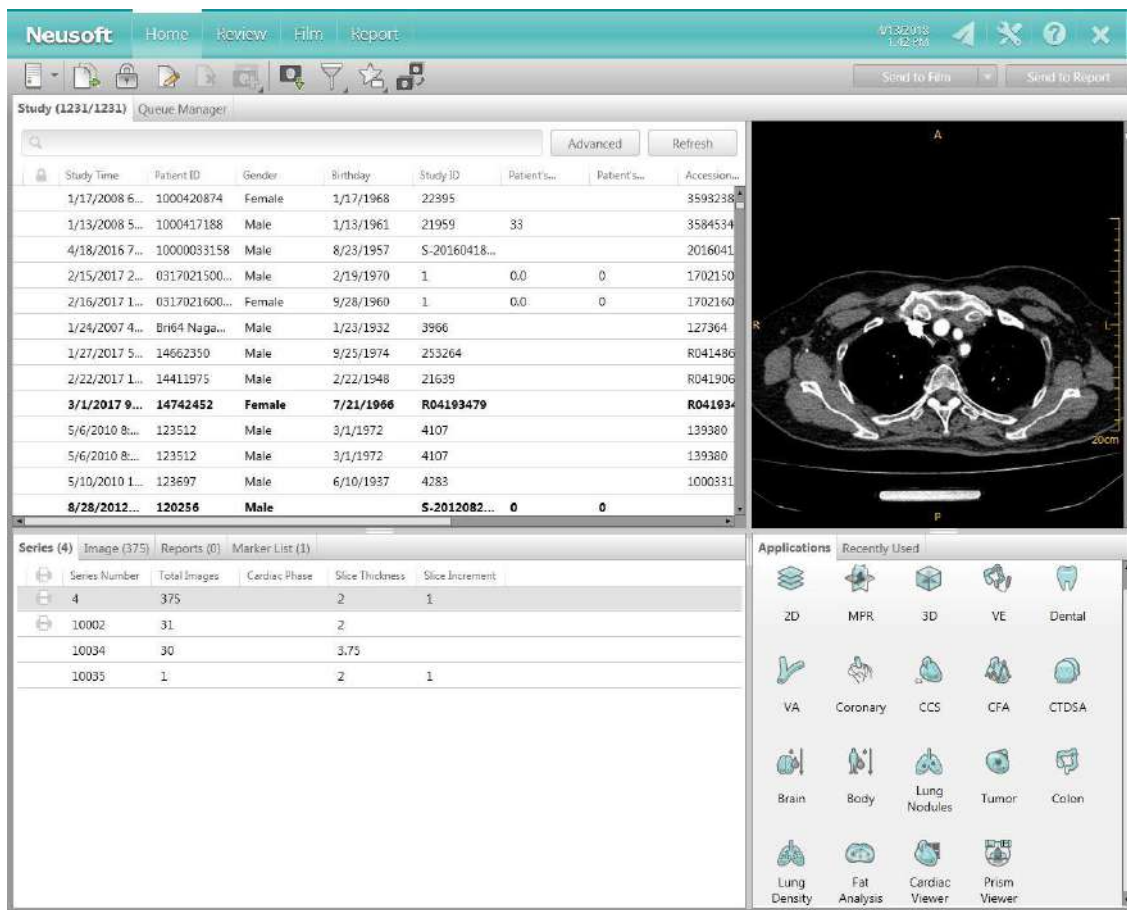 Neusoft Home Review Film Report 4/13/2018
1:42 PM
Send to Film Send to Report
Study (1231/1231) Queue Manager
Advanced Refresh
Study Time Patient ID Gender Birthday Study ID Patient's... Patient's... Accession...
1/17/2008 6... 1000420874 Female 1/17/1968 22395 3593238
1/13/2008 5... 1000417188 Male 1/13/1961 21959 33 3584534
4/18/2016 7... 10000033158 Male 8/23/1957 S-20160418... 2016041
2/15/2017 2... 0317021500... Male 2/19/1970 1 0.0 0 1702150
2/16/2017 1... 0317021600... Female 9/28/1960 1 0.0 0 1702160
1/24/2007 4... Bri64 Naga... Male 1/23/1932 3966 127364
1/27/2017 5... 14662350 Male 9/25/1974 253264 R041486
2/22/2017 1... 14411975 Male 2/22/1948 21639 R041906
3/1/2017 9... 14742452 Female 7/21/1966 R04193479 R04193
5/6/2010 8:... 123512 Male 3/1/1972 4107 139380
5/6/2010 8:... 123512 Male 3/1/1972 4107 139380
5/10/2010 1... 123697 Male 6/10/1937 4283 1000331
8/28/2012... 120256 Male S-2012082... 0 0
A
R
L
20cm
P
Series (4) Image (375) Reports (0) Marker List (1)
Series Number Total Images Cardiac Phase Slice Thickness Slice Increment
4 375 2 1
10002 31 2
10034 30 3.75
10035 1 2 1
Applications Recently Used
2D MPR 3D VE Dental
VA Coronary CCS CFA CTDSA
Brain Body Lung Nodules Tumor Colon
Lung Density Fat Analysis Cardiac Viewer Prism Viewer